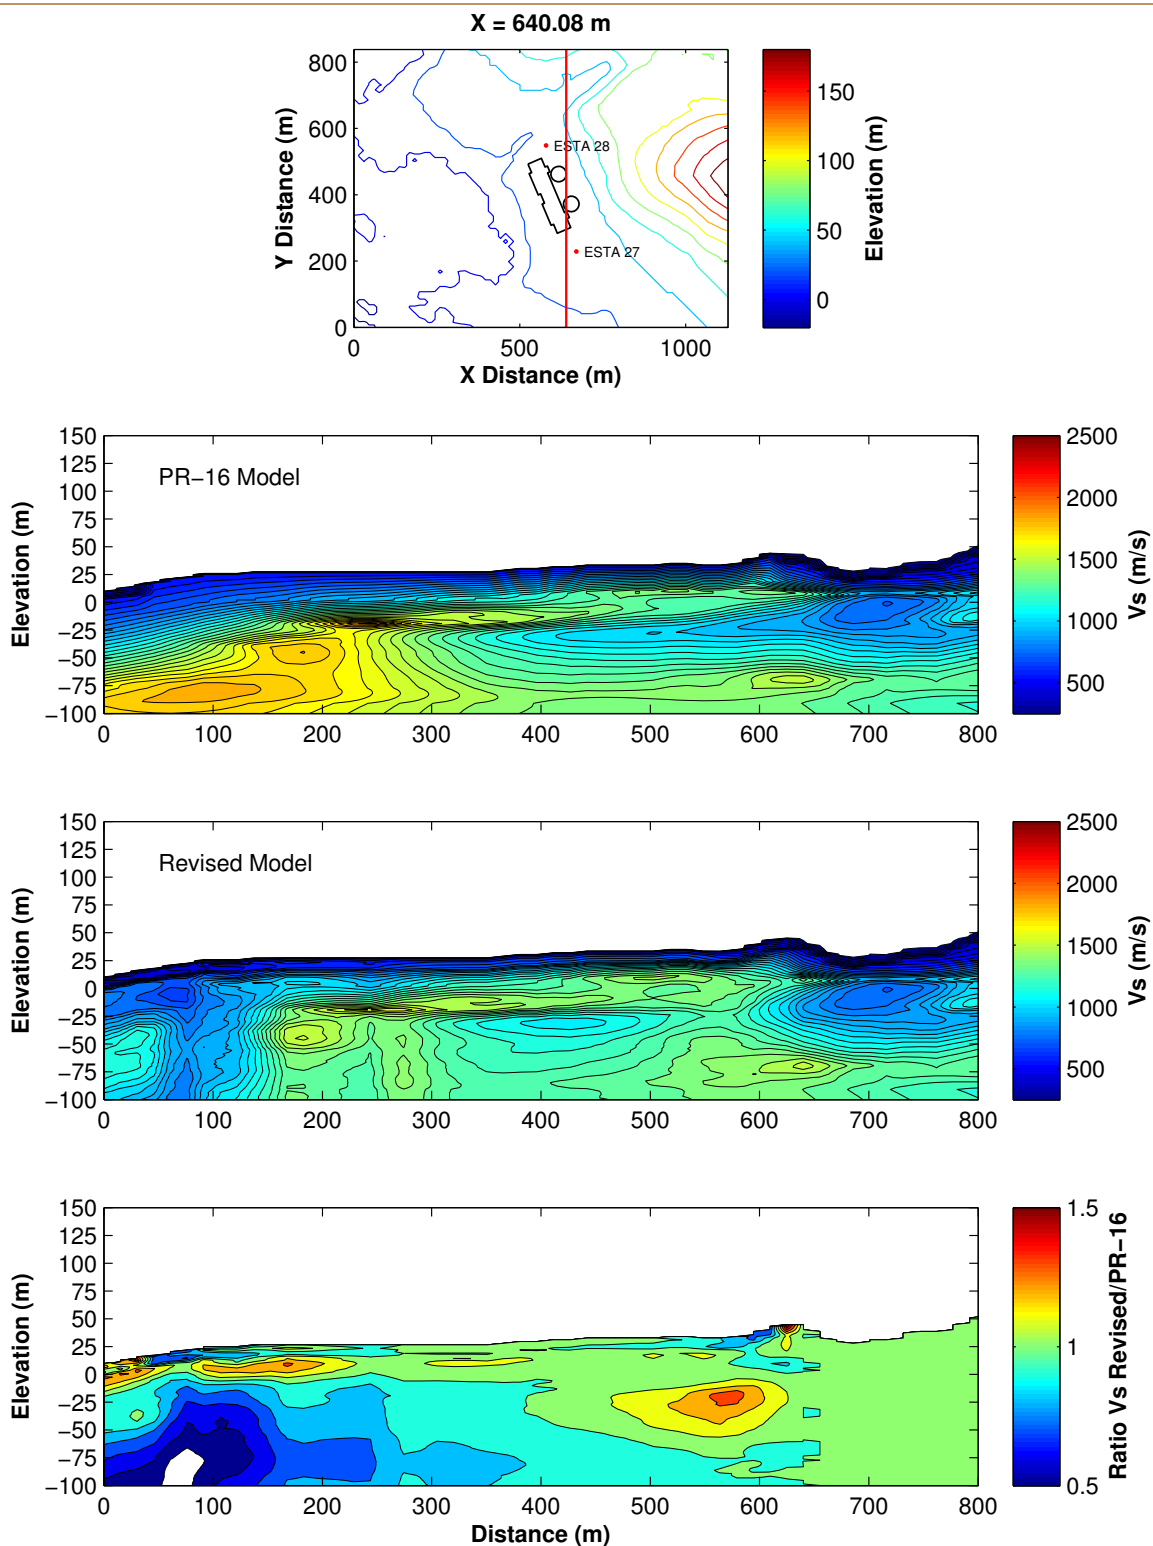 X = 640.08 m
800
600
400
200
0
Y Distance (m)
ESTA 28
ESTA 27
0 500 1000
X Distance (m)
150
100
50
0
Elevation (m)
150
125
100
75
50
25
0
−25
−50
−75
−100
Elevation (m)
PR−16 Model
0 100 200 300 400 500 600 700 800
2500
2000
1500
1000
500
Vs (m/s)
150
125
100
75
50
25
0
−25
−50
−75
−100
Elevation (m)
Revised Model
0 100 200 300 400 500 600 700 800
2500
2000
1500
1000
500
Vs (m/s)
150
125
100
75
50
25
0
−25
−50
−75
−100
Elevation (m)
0 100 200 300 400 500 600 700 800
Distance (m)
1.5
1
0.5
Ratio Vs Revised/PR−16